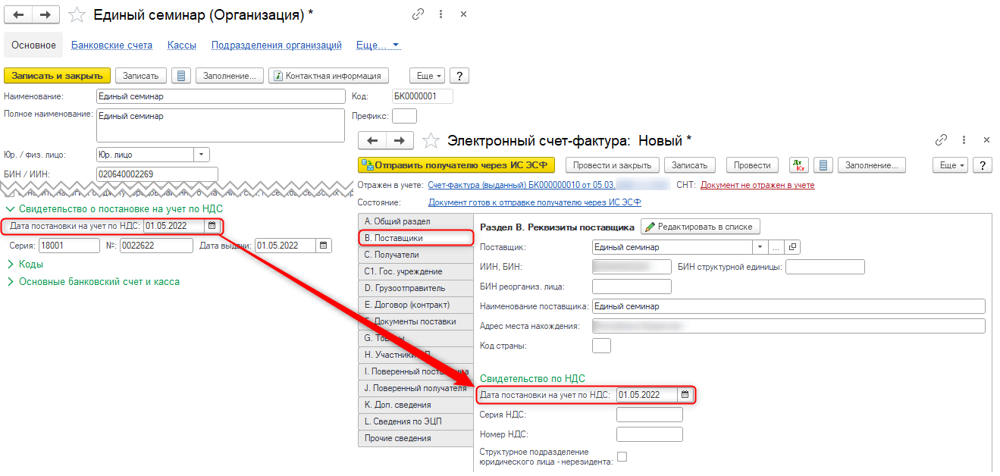 Единый семинар (Организация) *
Основное Банковские счета Кассы Подразделения организаций Еще...
Записать и закрыть Записать Заполнение... Контактная информация Еще ?
Наименование: Единый семинар Код: БК0000001
Полное наименование: Единый семинар Префикс:
Юр. / физ. лицо: Юр. лицо
БИН / ИИН: 020640002269
Свидетельство о постановке на учет по НДС
Дата постановки на учет по НДС: 01.05.2022
Серия: 18001 №: 0022622 Дата выдачи: 01.05.2022
Коды
Основные банковский счет и касса
Электронный счет-фактура: Новый *
Отправить получателю через ИС ЭСФ Провести и закрыть Записать Провести Дт Кт Заполнение... Еще ?
Отражен в учете: Счет-фактура (выданный) БК000000010 от 05.03. СНТ: Документ не отражен в учете
Состояние: Документ готов к отправке получателю через ИС ЭСФ
A. Общий раздел
B. Поставщики
C. Получатели
C1. Гос. учреждение
D. Грузоотправитель
E. Договор (контракт)
Документы поставки
G.
H. Участники
I. Поверенный
J. Поверенный получателя
K. Доп. сведения
L. Сведения по ЭЦП
Прочие сведения
Раздел B. Реквизиты поставщика Редактировать в списке
Поставщик: Единый семинар ...
ИИН, БИН: БИН структурной единицы:
БИН реорганиз. лица:
Наименование поставщика: Единый семинар
Адрес места нахождения:
Код страны:
Свидетельство по НДС
Дата постановки на учет по НДС: 01.05.2022
Серия НДС:
Номер НДС:
Структурное подразделение
юридического лица - нерезидента: